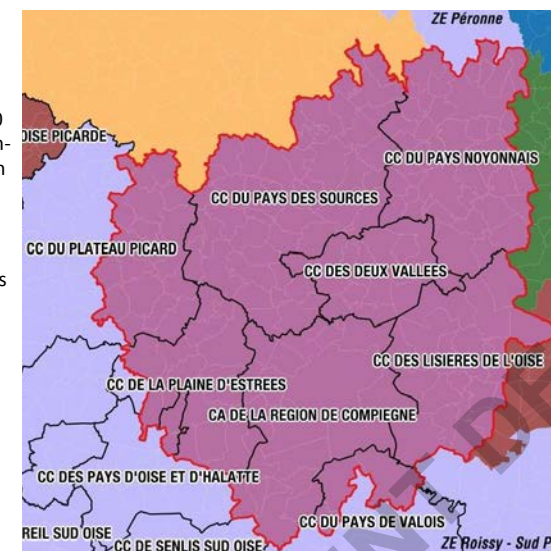 ZE Péronne
OISE PICARDE
n-
n
CC DU PAYS NOYONNAIS
CC DU PAYS DES SOURCES
CC DU PLATEAU PICARD
CC DES DEUX VALLEES
s
CC DES LISIERES DE L'OISE
CC DE LA PLAINE D'ESTREES
CA DE LA REGION DE COMPIEGNE
CC DES PAYS D'OISE ET D'HALATTE
CC DU PAYS DE VALOIS
REIL SUD OISE
CC DE SENLIS SUD OISE
ZE Roissy - Sud P